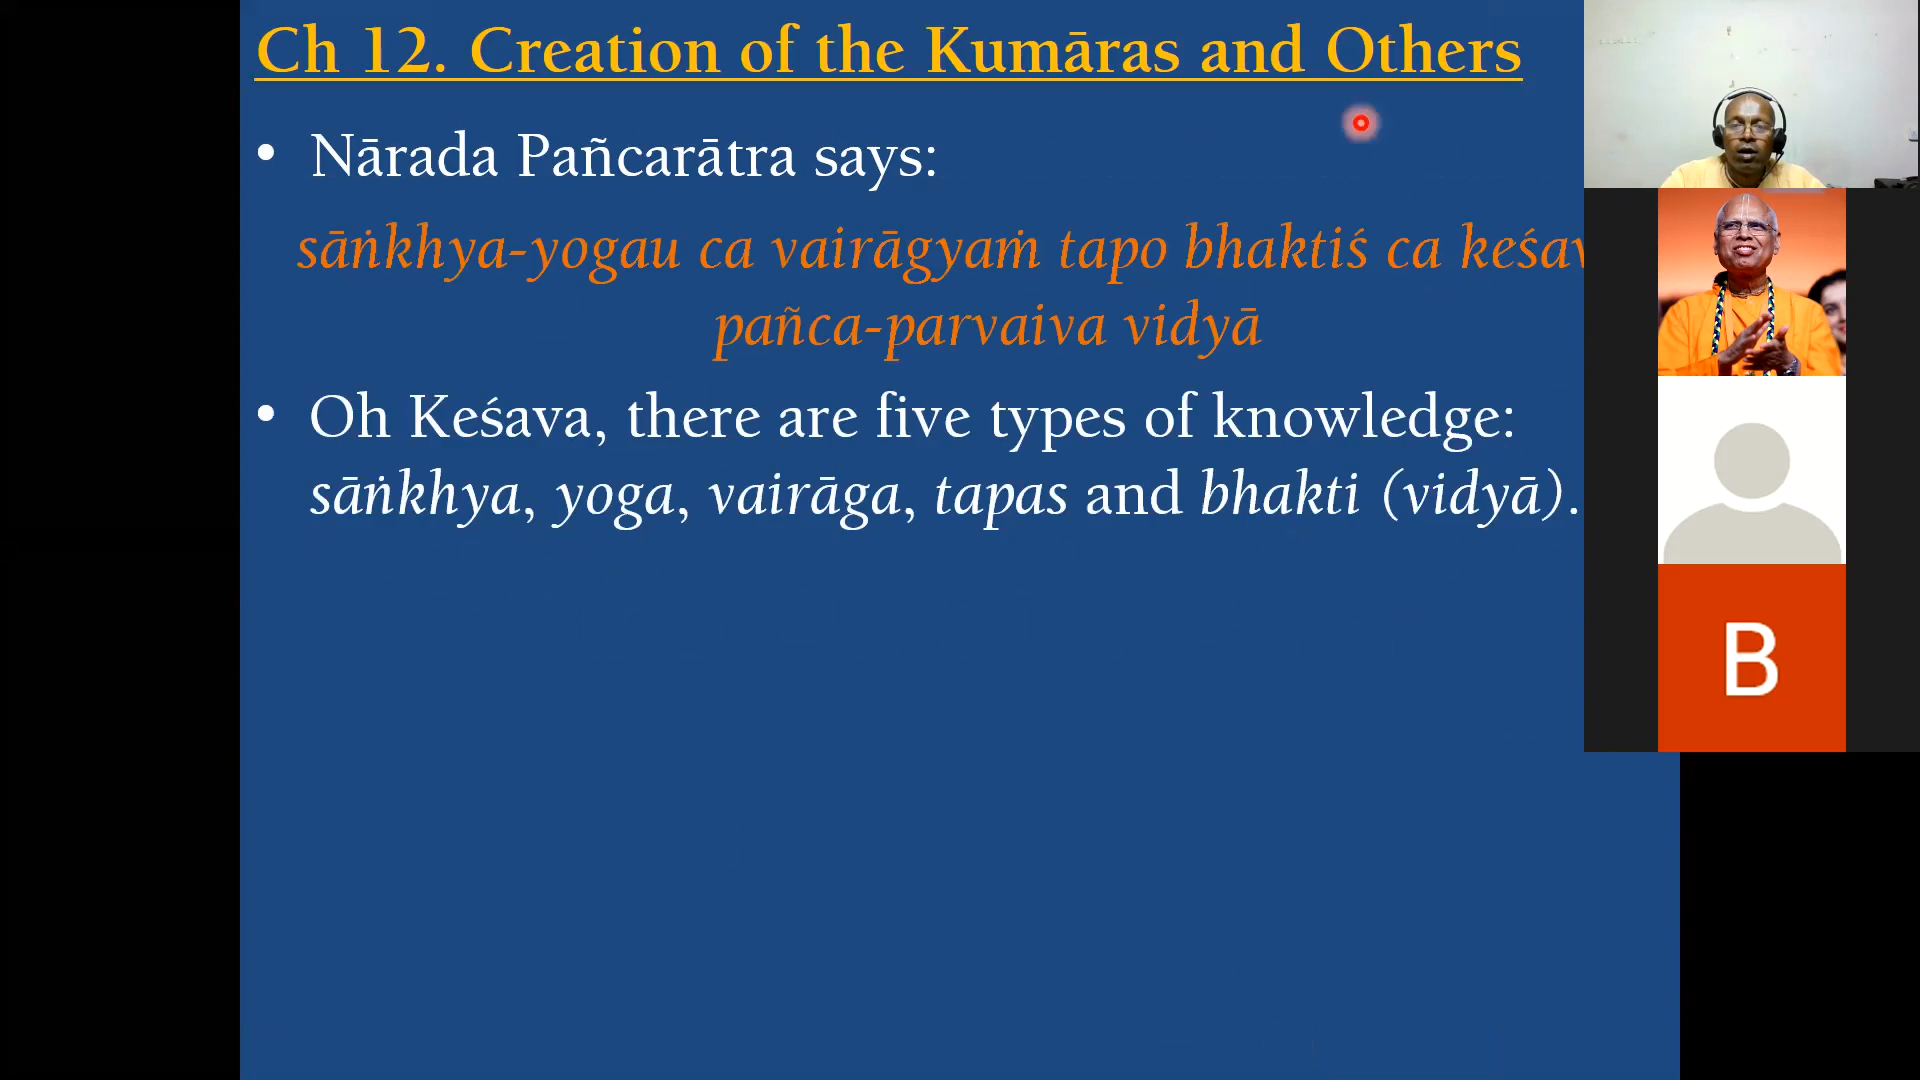 Ch 12. Creation of the Kumāras and Others
• Nārada Pañcarātra says:
sāṅkhya-yogau ca vairāgyaṁ tapo bhaktiś ca
pañca-parvaiva vidyā
• Oh Keśava, there are five types of knowledge:
sāṅkhya, yoga, vairāga, tapas and bhakti (vidyā).
B